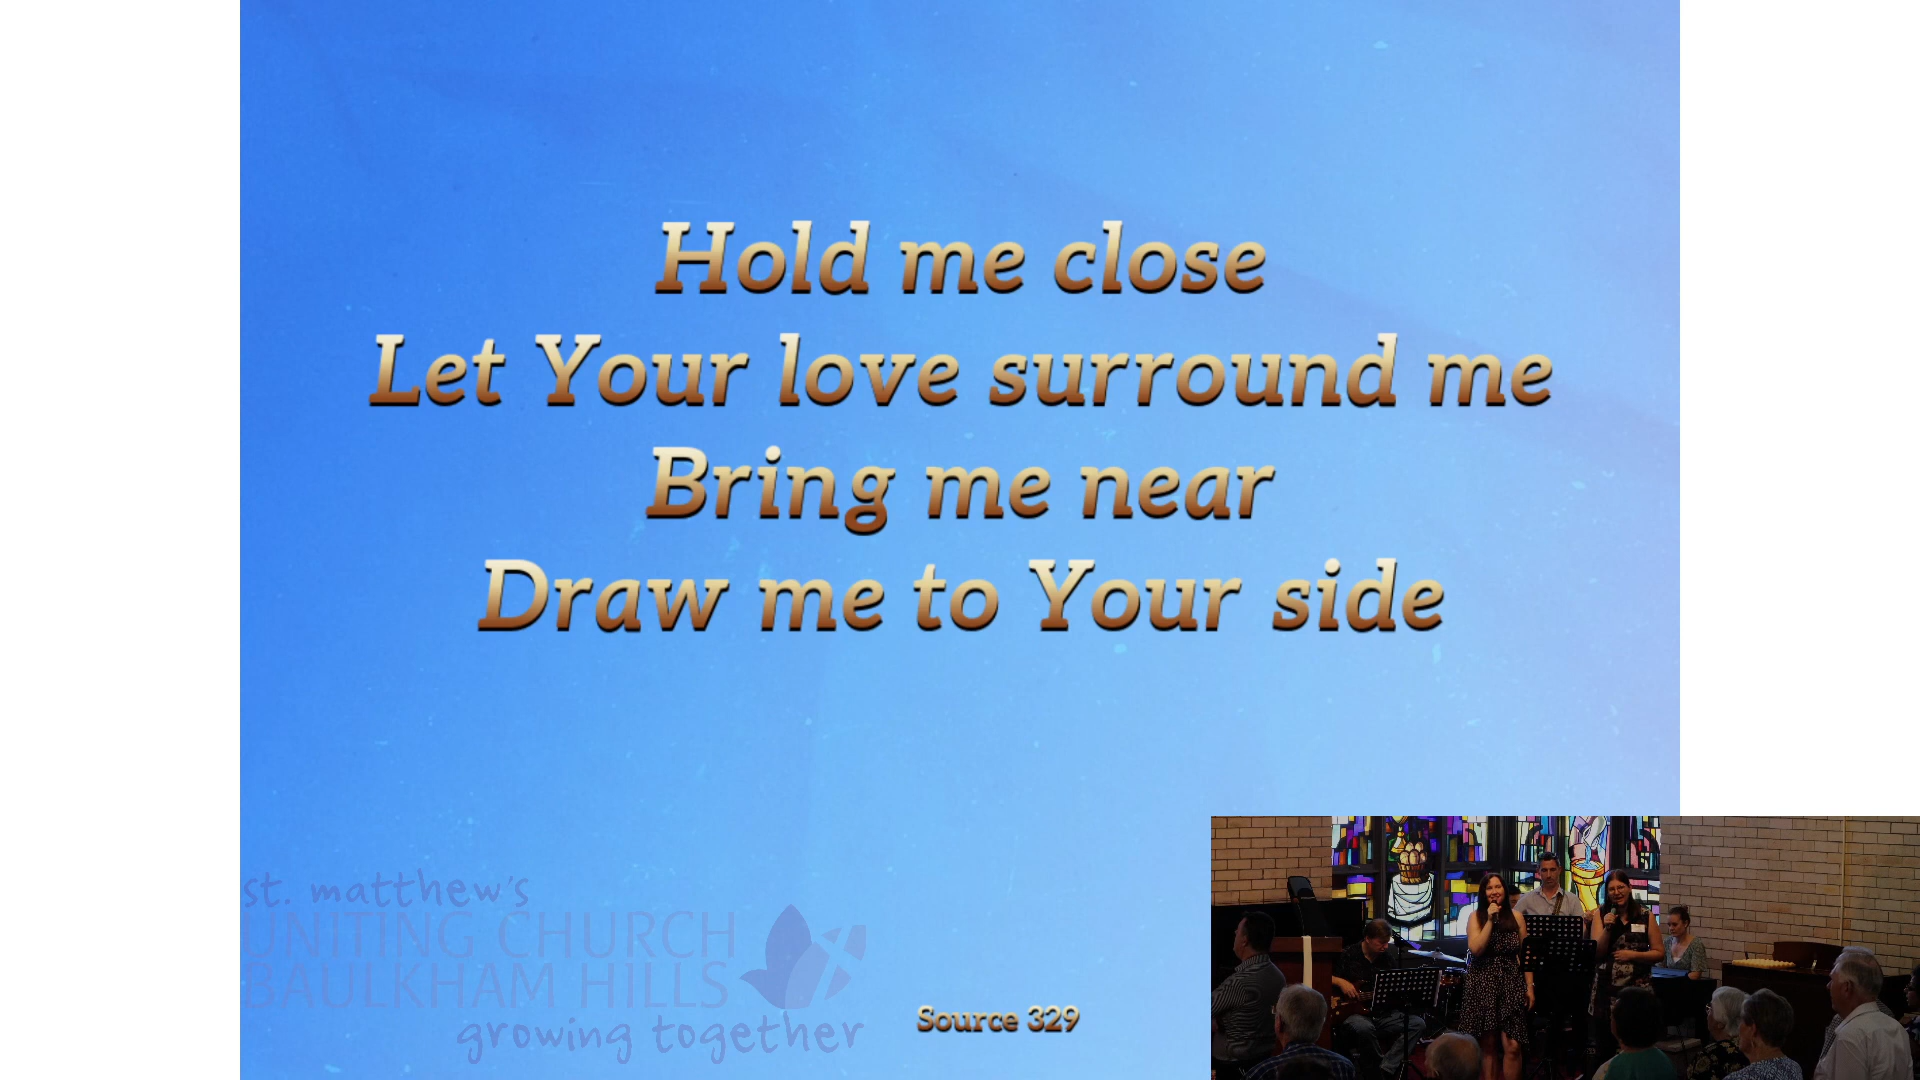 Hold me close
Let Your love surround me
Bring me near
Draw me to Your side
st. matthew's
UNITING CHURCH
BAULKHAM HILLS
growing together
Source 329